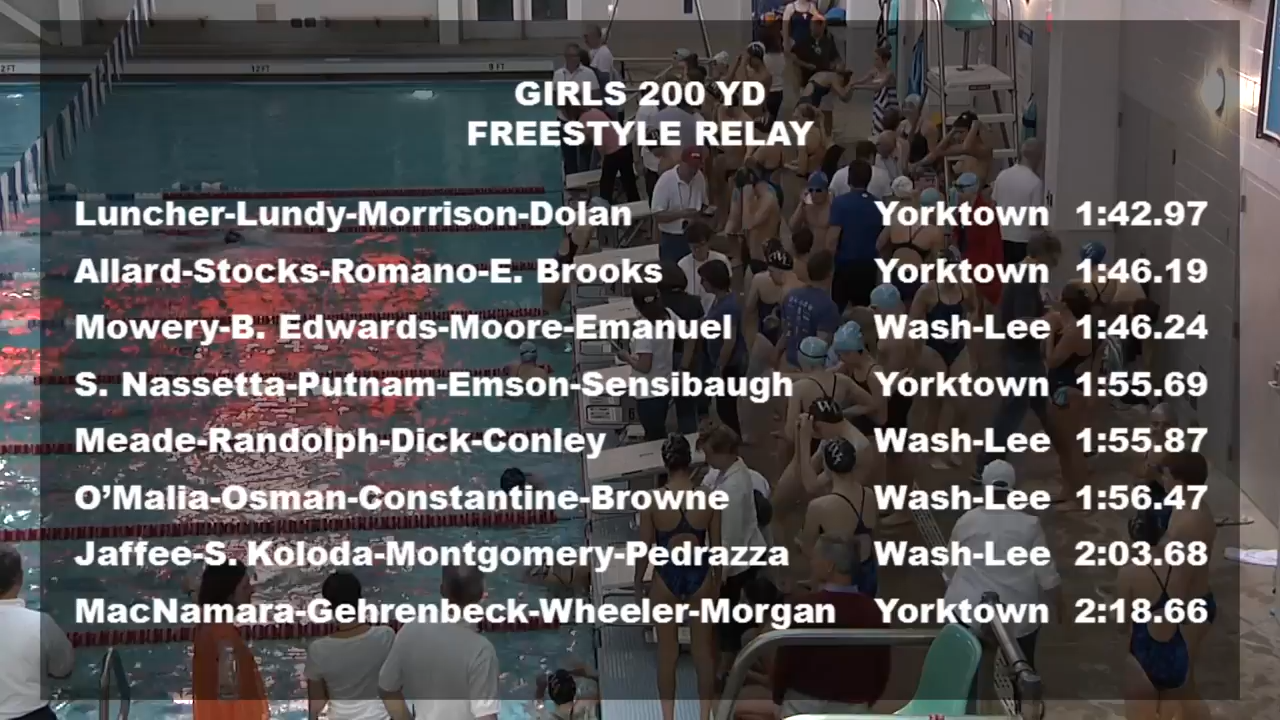 GIRLS 200 YD
FREESTYLE RELAY
Luncher-Lundy-Morrison-Dolan Yorktown 1:42.97
Allard-Stocks-Romano-E. Brooks Yorktown 1:46.19
Mowery-B. Edwards-Moore-Emanuel Wash-Lee 1:46.24
S. Nassetta-Putnam-Emson-Sensibaugh Yorktown 1:55.69
Meade-Randolph-Dick-Conley Wash-Lee 1:55.87
O’Malia-Osman-Constantine-Browne Wash-Lee 1:56.47
Jaffee-S. Koloda-Montgomery-Pedrazza Wash-Lee 2:03.68
MacNamara-Gehrenbeck-Wheeler-Morgan Yorktown 2:18.66